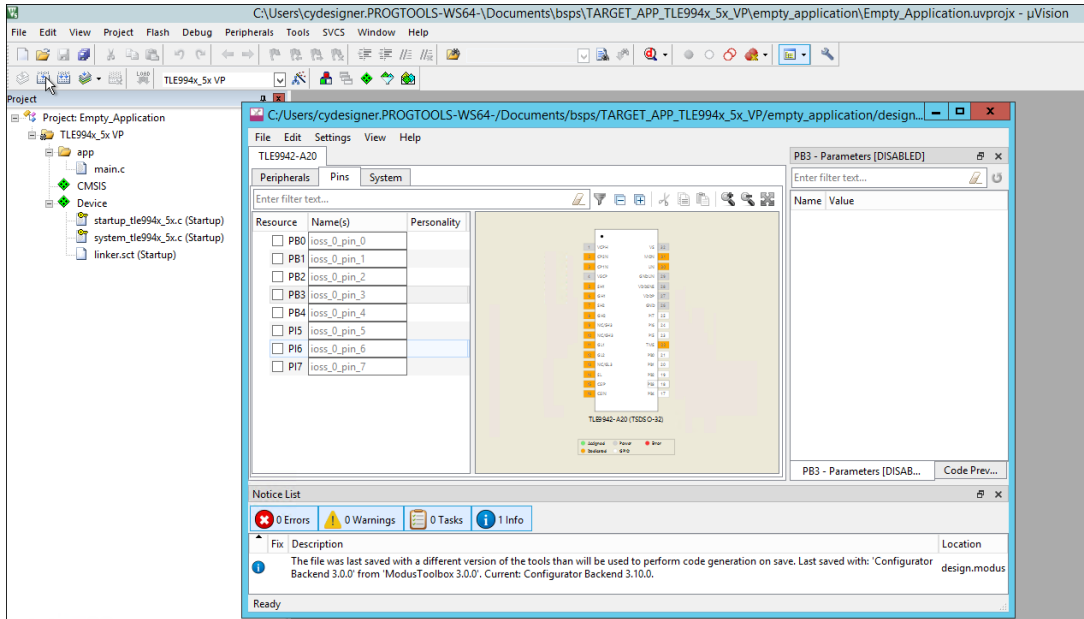 C:\Users\cydesigner.PROGTOOLS-WS64-\Documents\bsps\TARGET_APP_TLE994x_5x_VP\empty_application\Empty_Application.uvprojx - µVision
File Edit View Project Flash Debug Peripherals Tools SVCS Window Help
LOAD
TLE994x_5x VP
Project
Project: Empty_Application
TLE994x_5x VP
app
main.c
CMSIS
Device
startup_tle994x_5x.c (Startup)
system_tle994x_5x.c (Startup)
linker.sct (Startup)
C:/Users/cydesigner.PROGTOOLS-WS64-/Documents/bsps/TARGET_APP_TLE994x_5x_VP/empty_application/design...
File Edit Settings View Help
TLE9942-A20
Peripherals Pins System
Enter filter text...
Resource Name(s) Personality
PB0 ioss_0_pin_0
PB1 ioss_0_pin_1
PB2 ioss_0_pin_2
PB3 ioss_0_pin_3
PB4 ioss_0_pin_4
PI5 ioss_0_pin_5
PI6 ioss_0_pin_6
PI7 ioss_0_pin_7
TLE9942-A20 (TSDSO-32)
Assigned Power Error
GPIO
PB3 - Parameters [DISABLED]
Enter filter text...
Name Value
PB3 - Parameters [DISAB... Code Prev...
Notice List
0 Errors 0 Warnings 0 Tasks 1 Info
Fix Description Location
The file was last saved with a different version of the tools than will be used to perform code generation on save. Last saved with: 'Configurator
Backend 3.0.0' from 'ModusToolbox 3.0.0'. Current: Configurator Backend 3.10.0.
design.modus
Ready